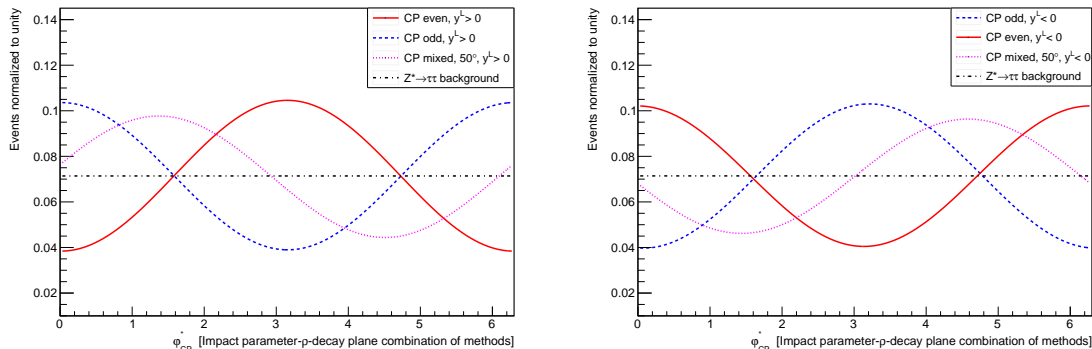 Events normalized to unity
0.14
0.12
0.1
0.08
0.06
0.04
0.02
CP even, y^L > 0
CP odd, y^L > 0
CP mixed, 50°, y^L > 0
Z*→ττ background
0 1 2 3 4 5 6
φ*_CP [Impact parameter-ρ-decay plane combination of methods]
Events normalized to unity
0.14
0.12
0.1
0.08
0.06
0.04
0.02
CP odd, y^L < 0
CP even, y^L < 0
CP mixed, 50°, y^L < 0
Z*→ττ background
0 1 2 3 4 5 6
φ*_CP [Impact parameter-ρ-decay plane combination of methods]